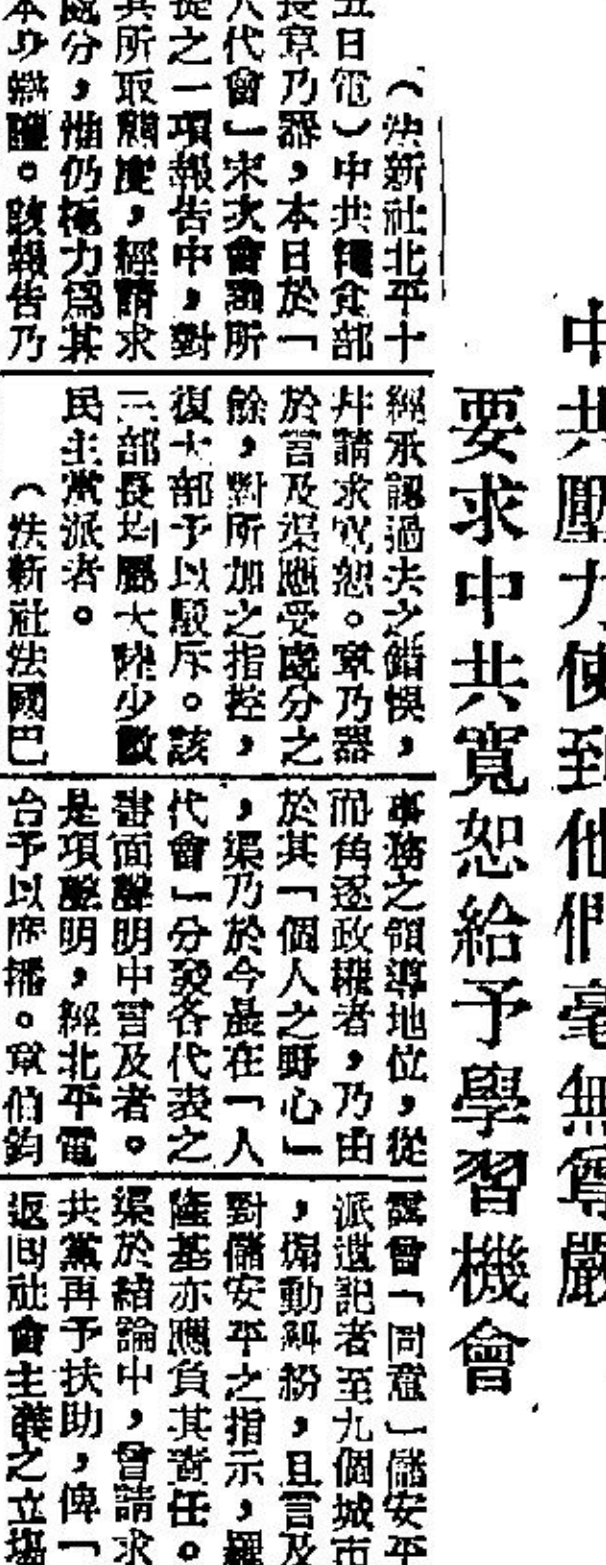 中共壓力使到他們毫無尊嚴
要求中共寬恕給予學習機會
(法新社北平十
五日電)中共糧食部
長章乃器,本日於「
人代會」末次會議所
之一項報告中,對
其所取態度,經請求
處分,惟仍極力爲其
本身辯護。該報告乃
經承認過去之錯悞,
幷請求寬恕。章乃器
於言及渠應受處分之
餘,對所加之指控,
復大部予以駁斥。該
三部長均屬大陸少數
民主黨派者。
(法新社法國巴
事務之領導地位,從
而角逐政權者,乃由
於其「個人之野心」
,渠乃於今晨在「人
代會」分發各代表之
書面聲明中言及者。
是項聲明,經北平電
台予以廣播。章伯鈞
露曾「同意」儲安平
派遣記者至九個城市
,煽動糾紛,且言及
對儲安平之指示,羅
隆基亦應負其責任。
渠於結論中,曾請求
共黨再予扶助,俾「
返回社會主義之立場